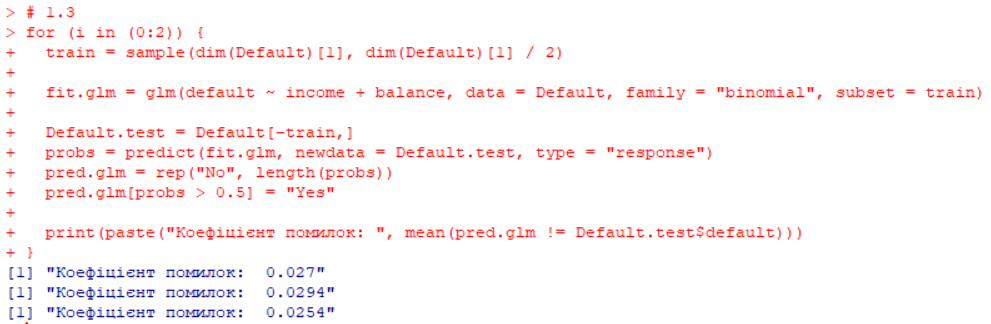 > # 1.3
> for (i in (0:2)) {
+   train = sample(dim(Default)[1], dim(Default)[1] / 2)
+
+   fit.glm = glm(default ~ income + balance, data = Default, family = "binomial", subset = train)
+
+   Default.test = Default[-train,]
+   probs = predict(fit.glm, newdata = Default.test, type = "response")
+   pred.glm = rep("No", length(probs))
+   pred.glm[probs > 0.5] = "Yes"
+
+   print(paste("Коефіцієнт помилок: ", mean(pred.glm != Default.test$default)))
+ }
[1] "Коефіцієнт помилок:  0.027"
[1] "Коефіцієнт помилок:  0.0294"
[1] "Коефіцієнт помилок:  0.0254"